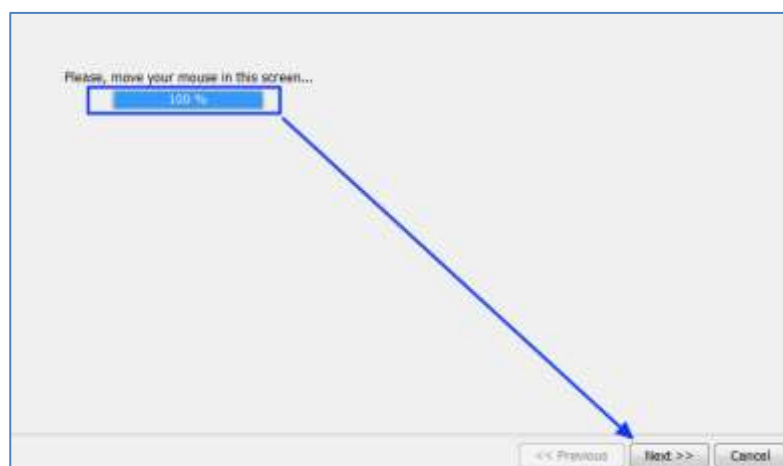 Please, move your mouse in this screen...
100 %
<< Previous Next >> Cancel